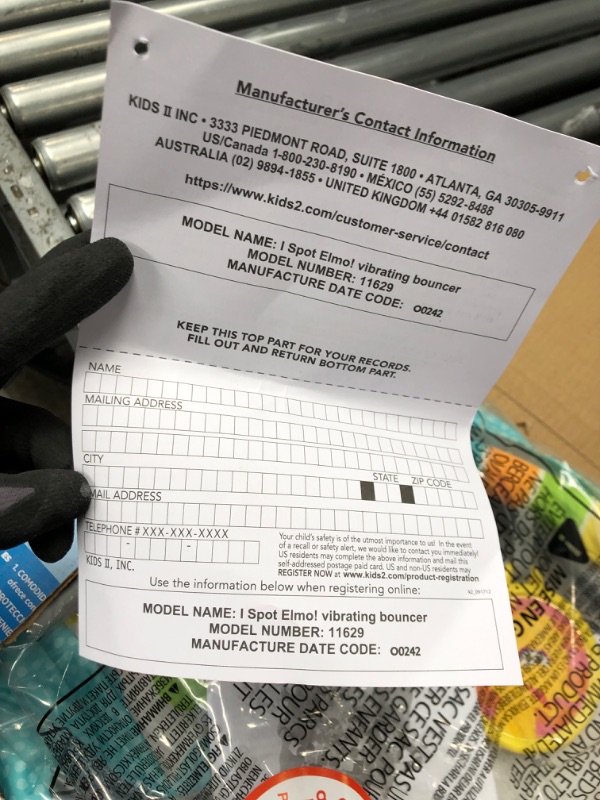 Manufacturer's Contact Information
KIDS II INC • 3333 PIEDMONT ROAD, SUITE 1800 • ATLANTA, GA 30305-9911
US/Canada 1-800-230-8190 • MÉXICO (55) 5292-8488
AUSTRALIA (02) 9894-1855 • UNITED KINGDOM +44 01582 816 080
https://www.kids2.com/customer-service/contact
MODEL NAME: I Spot Elmo! vibrating bouncer
MODEL NUMBER: 11629
MANUFACTURE DATE CODE: O0242
KEEP THIS TOP PART FOR YOUR RECORDS.
FILL OUT AND RETURN BOTTOM PART.
NAME
MAILING ADDRESS
CITY
STATE ZIP CODE
MAIL ADDRESS
TELEPHONE # XXX-XXX-XXXX
- -
KIDS II, INC.
Your child's safety is of the utmost importance to us! In the event
of a recall or safety alert, we would like to contact you immediately!
US residents may complete the above information and mail this
self-addressed postage paid card. US and non-US residents may
REGISTER NOW at www.kids2.com/product-registration
Use the information below when registering online:
MODEL NAME: I Spot Elmo! vibrating bouncer
MODEL NUMBER: 11629
MANUFACTURE DATE CODE: O0242